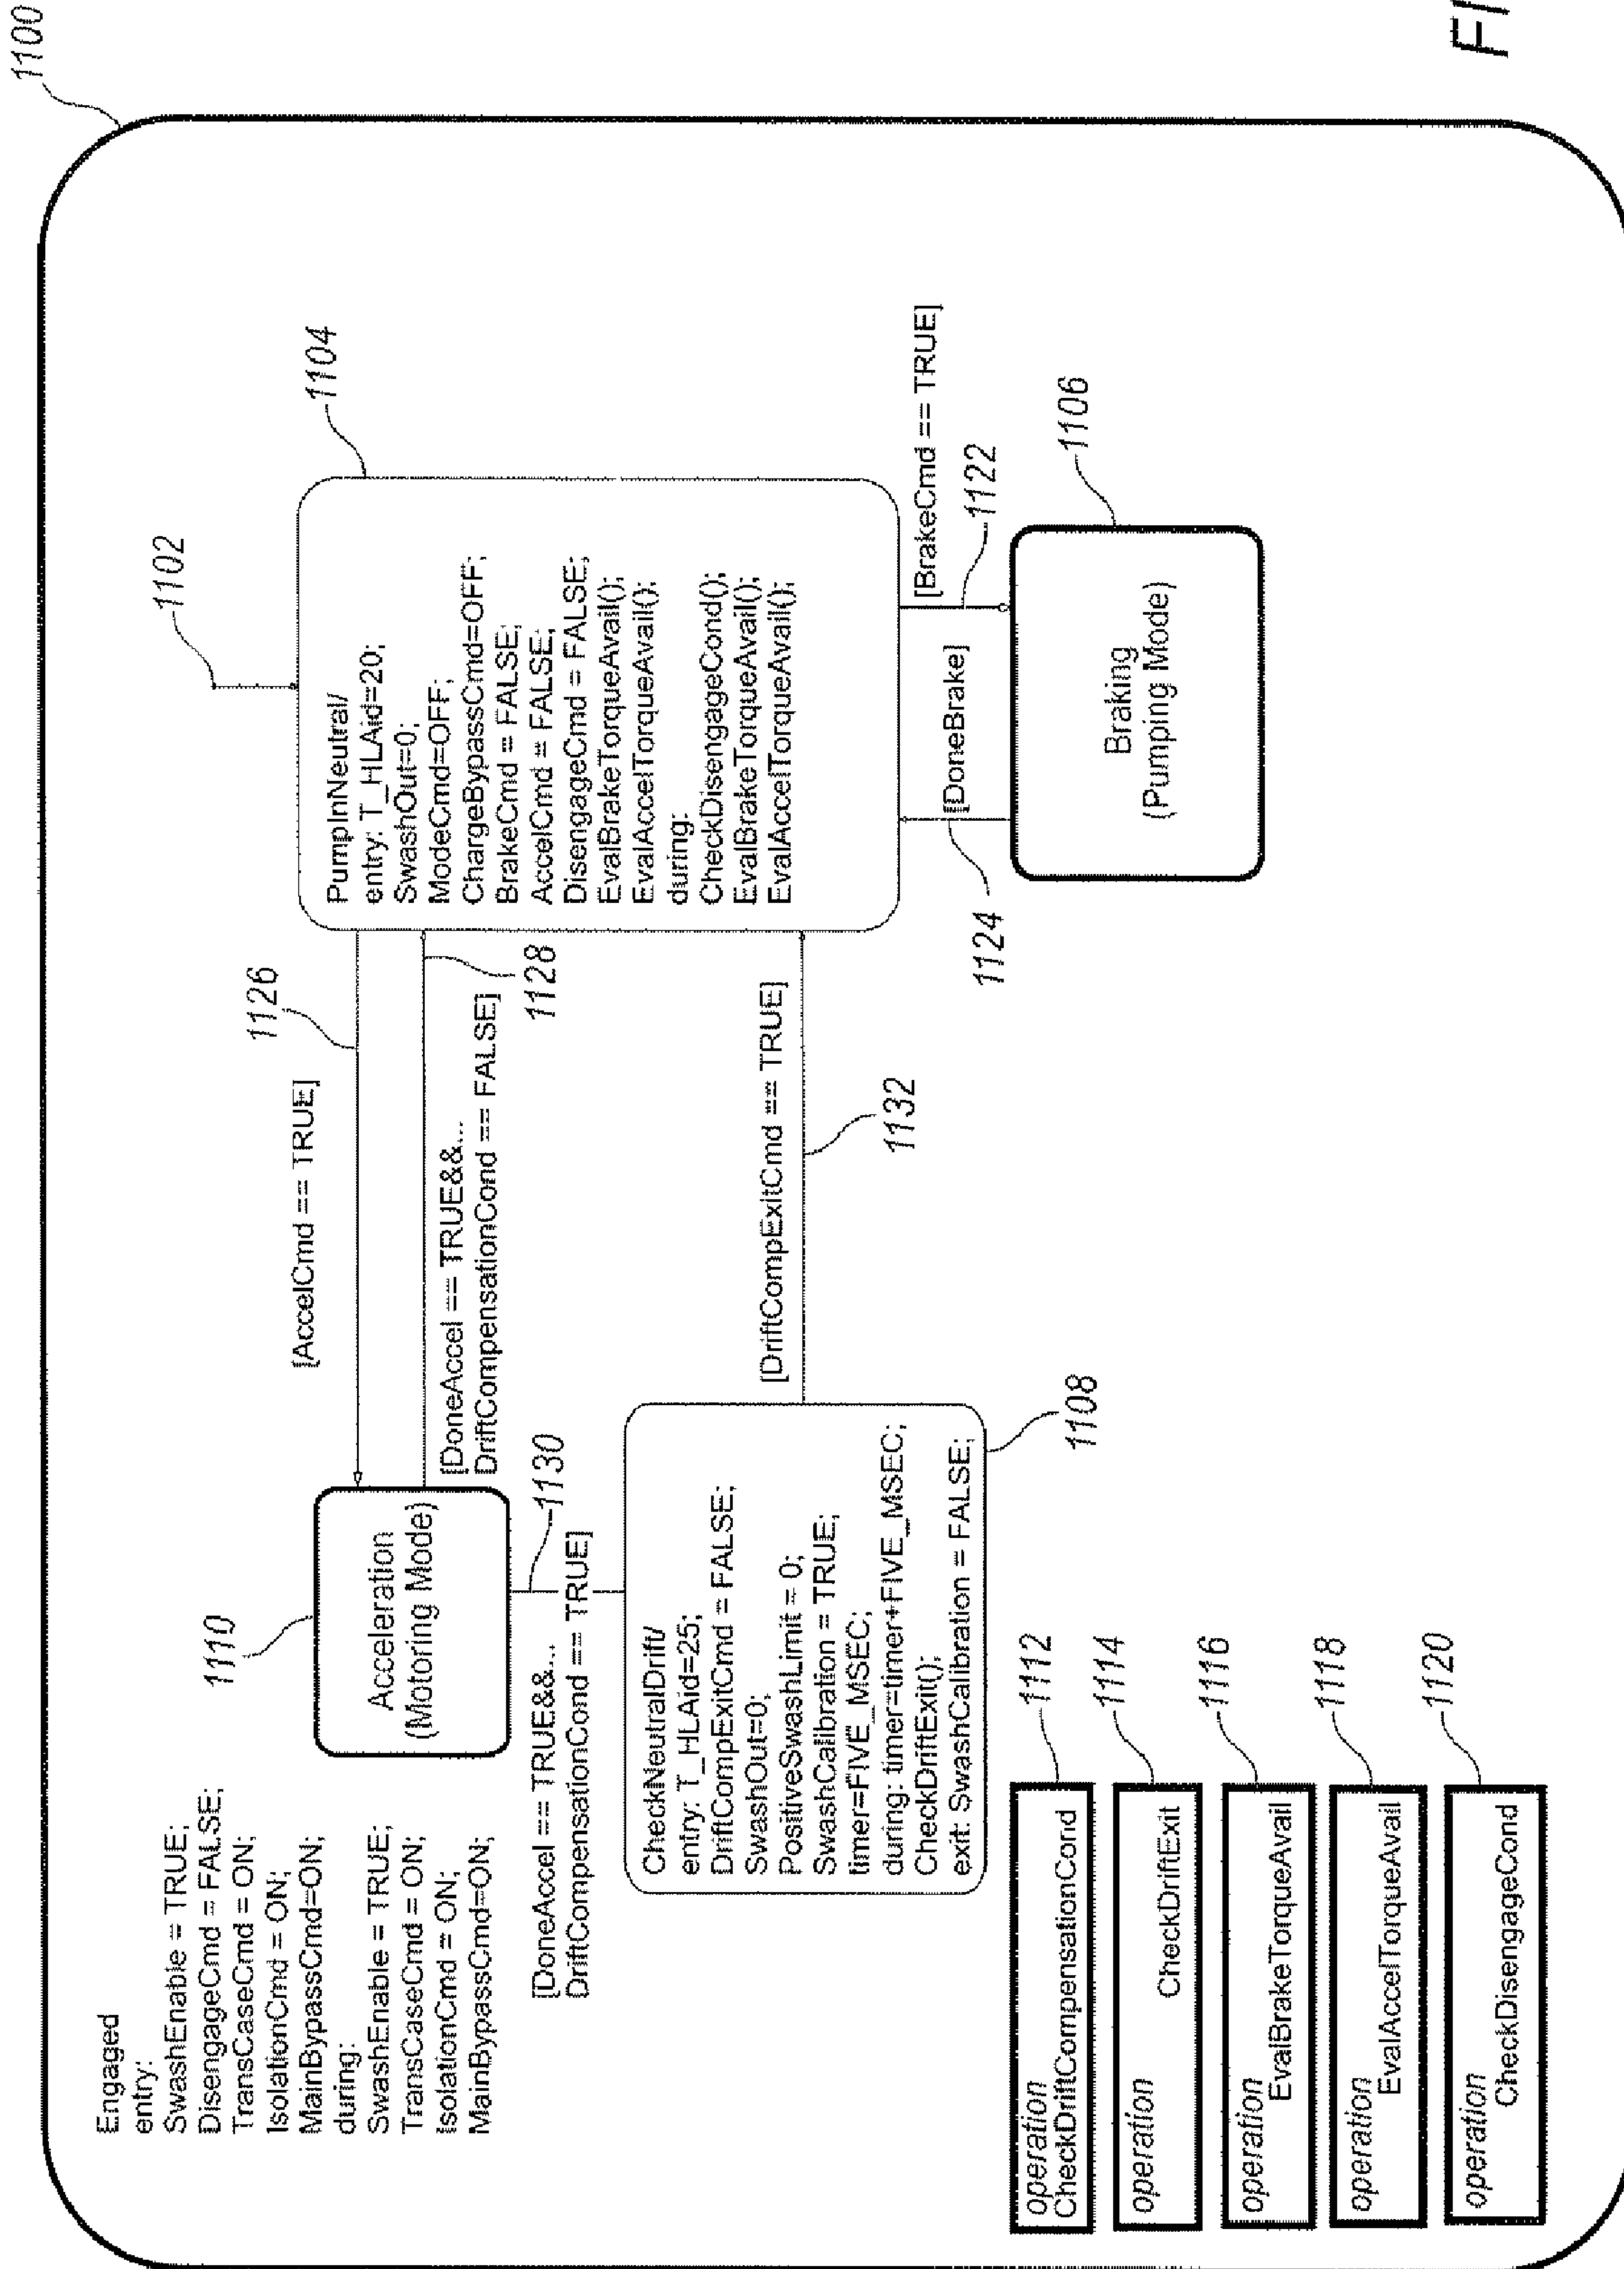 1100
Engaged
entry:
SwashEnable = TRUE;
DisengageCmd = FALSE;
TransCaseCmd = ON;
IsolationCmd = ON;
MainBypassCmd=ON;
during:
SwashEnable = TRUE;
TransCaseCmd = ON;
IsolationCmd = ON;
MainBypassCmd=ON;
1110
Acceleration
(Motoring Mode)
[AccelCmd == TRUE]
1126
[DoneAccel == TRUE&&...
DriftCompensationCond == FALSE]
1128
1102
1104
PumpInNeutral/
entry: T_HLAid=20;
SwashOut=0;
ModeCmd=OFF;
ChargeBypassCmd=OFF;
BrakeCmd = FALSE;
AccelCmd = FALSE;
DisengageCmd = FALSE;
EvalBrakeTorqueAvail();
EvalAccelTorqueAvail();
during:
CheckDisengageCond();
EvalBrakeTorqueAvail();
EvalAccelTorqueAvail();
[DoneAccel == TRUE&&...
DriftCompensationCond == TRUE]
1130
CheckNeutralDrift/
entry: T_HLAid=25;
DriftCompExitCmd = FALSE;
SwashOut=0;
PositiveSwashLimit = 0;
SwashCalibration = TRUE;
timer=FIVE_MSEC;
during: timer=timer+FIVE_MSEC;
CheckDriftExit();
exit: SwashCalibration = FALSE;
1108
[DriftCompExitCmd == TRUE]
1132
1124
[DoneBrake]
[BrakeCmd == TRUE]
1122
Braking
(Pumping Mode)
1106
operation
CheckDriftCompensationCond
1112
operation
CheckDriftExit
1114
operation
EvalBrakeTorqueAvail
1116
operation
EvalAccelTorqueAvail
1118
operation
CheckDisengageCond
1120